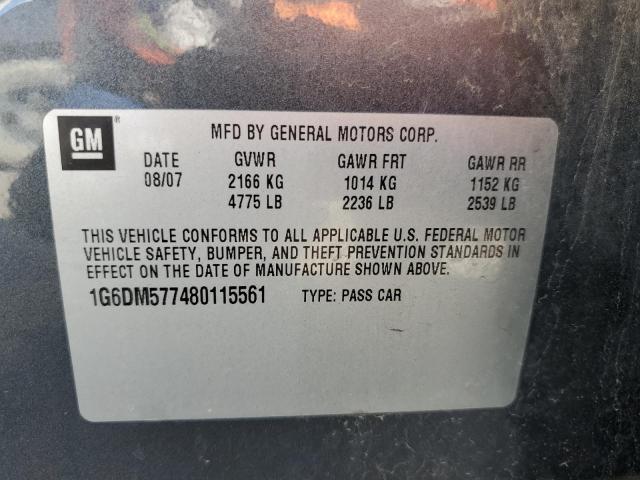 GM®
MFD BY GENERAL MOTORS CORP.
DATE GVWR GAWR FRT GAWR RR
08/07 2166 KG 1014 KG 1152 KG
4775 LB 2236 LB 2539 LB
THIS VEHICLE CONFORMS TO ALL APPLICABLE U.S. FEDERAL MOTOR
VEHICLE SAFETY, BUMPER, AND THEFT PREVENTION STANDARDS IN
EFFECT ON THE DATE OF MANUFACTURE SHOWN ABOVE.
1G6DM577480115561 TYPE: PASS CAR